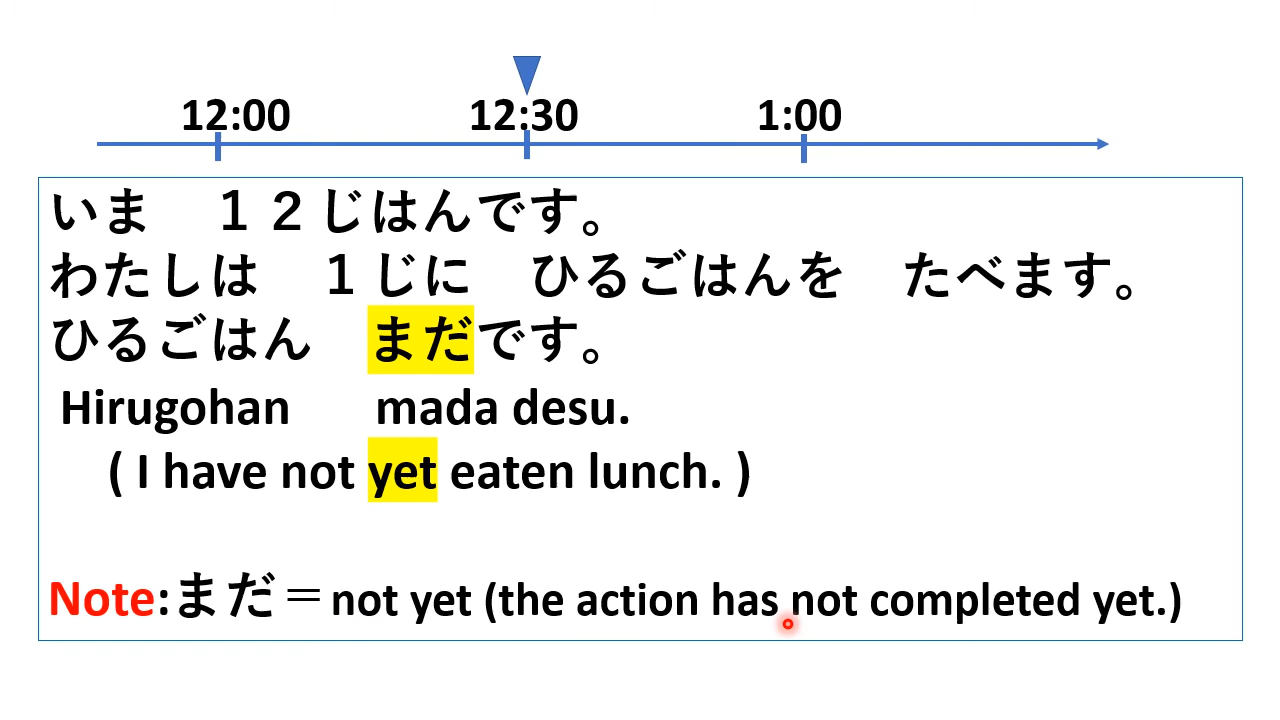 12:00 12:30 1:00
いま　１２じはんです。
わたしは　１じに　ひるごはんを　たべます。
ひるごはん　まだです。
Hirugohan mada desu.
( I have not yet eaten lunch. )
Note:まだ＝not yet (the action has not completed yet.)